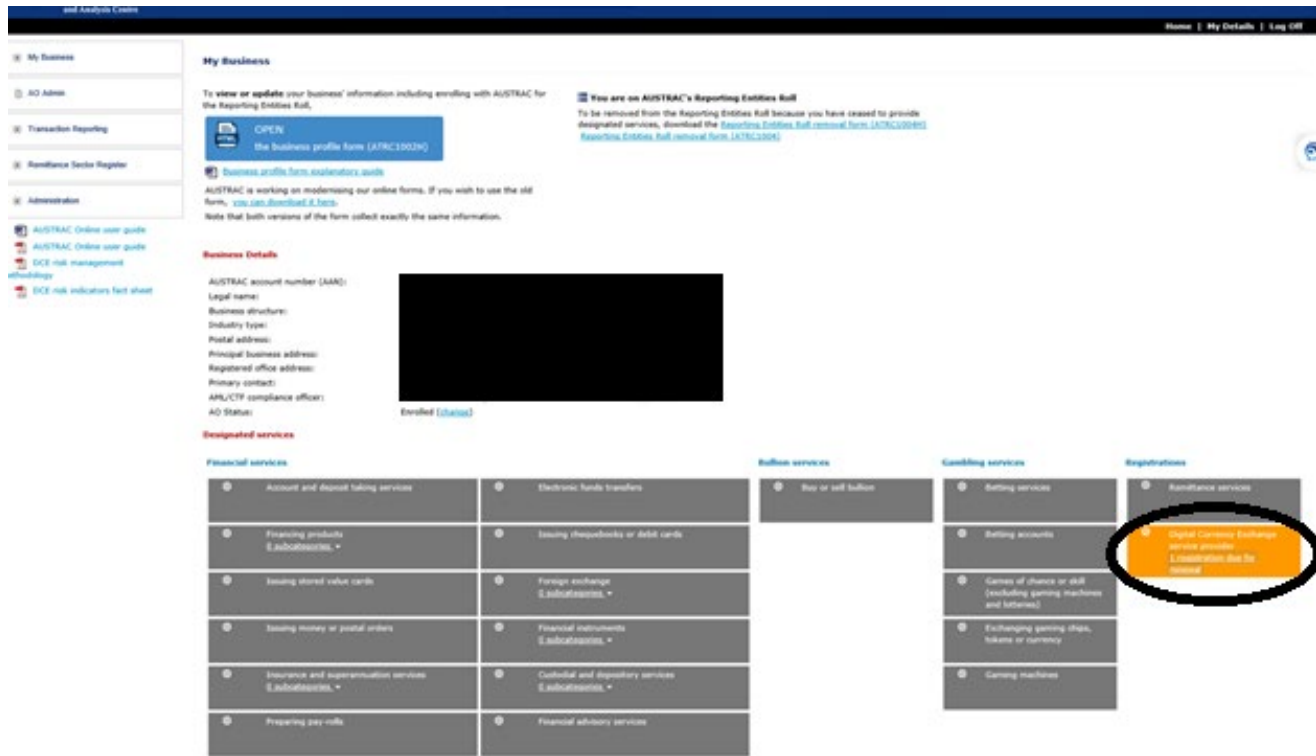 and Analysis Centre
Home | My Details | Log Off
My Business
AO Admin
Transaction Reporting
Remittance Sector Register
Administration
AUSTRAC Online user guide
AUSTRAC Online user guide
DCE risk management
ethodology
DCE risk indicators fact sheet
My Business
To view or update your business' information including enrolling with AUSTRAC for
the Reporting Entities Roll,
OPEN
the business profile form (ATRC1002H)
Business profile form explanatory guide
AUSTRAC is working on modernising our online forms. If you wish to use the old
form, you can download it here.
Note that both versions of the form collect exactly the same information.
You are on AUSTRAC's Reporting Entities Roll
To be removed from the Reporting Entities Roll because you have ceased to provide
designated services, download the Reporting Entities Roll removal form (ATRC1004H)
Reporting Entities Roll removal form (ATRC1004)
Business Details
AUSTRAC account number (AAN):
Legal name:
Business structure:
Industry type:
Postal address:
Principal business address:
Registered office address:
Primary contact:
AML/CTF compliance officer:
AO Status: Enrolled (change)
Designated services
Financial services
Account and deposit taking services
Electronic funds transfers
Financing products
0 subcategories
Issuing chequebooks or debit cards
Issuing stored value cards
Foreign exchange
0 subcategories
Issuing money or postal orders
Financial instruments
0 subcategories
Insurance and superannuation services
0 subcategories
Custodial and depository services
0 subcategories
Preparing pay-rolls
Financial advisory services
Bullion services
Buy or sell bullion
Gambling services
Betting services
Betting accounts
Games of chance or skill
(excluding gaming machines
and lotteries)
Exchanging gaming chips,
tokens or currency
Gaming machines
Registrations
Remittance services
Digital Currency Exchange
service provider
1 registration due for
renewal